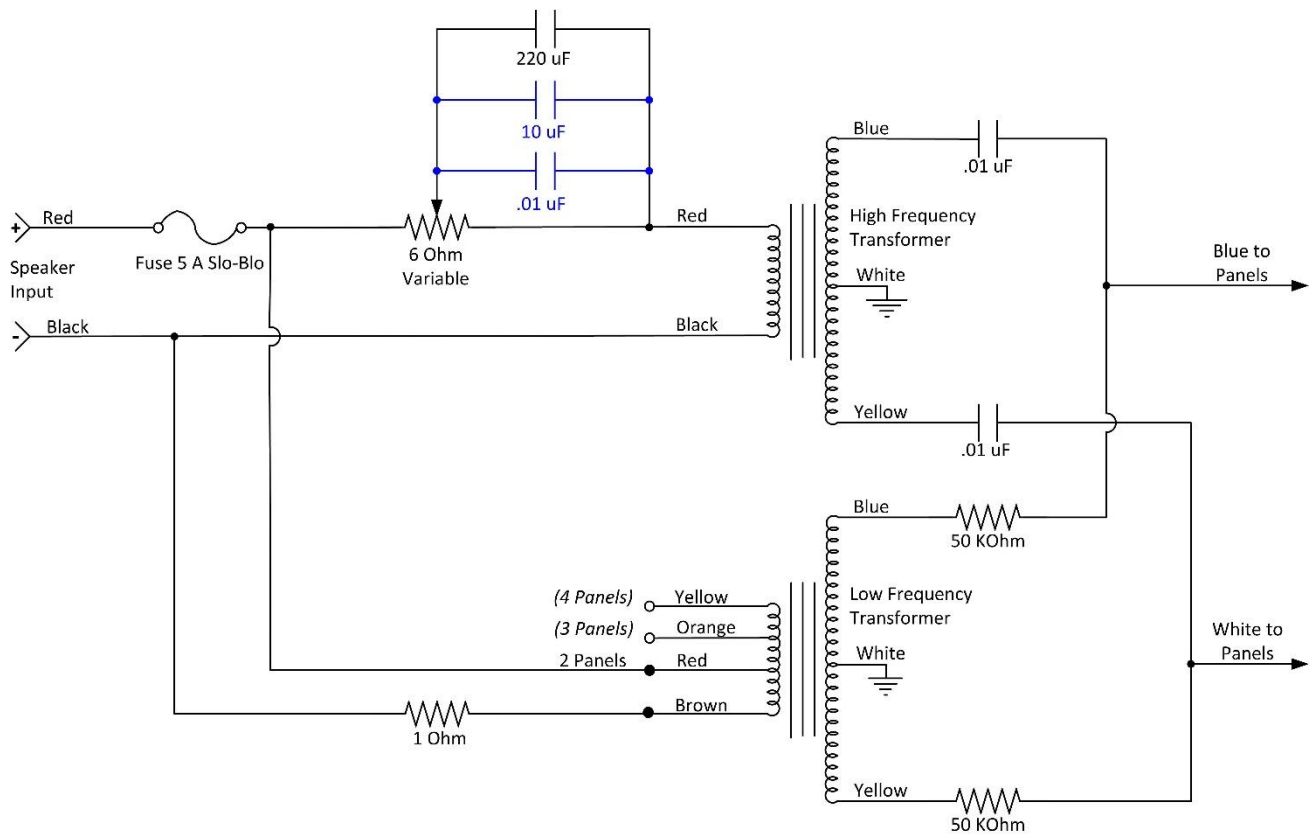 220 uF
10 uF
.01 uF
Blue
.01 uF
+
Red
Fuse 5 A Slo-Blo
6 Ohm
Variable
Red
High Frequency
Transformer
Speaker
Input
White
Blue to
Panels
-
Black
Black
Yellow
.01 uF
Blue
50 KOhm
(4 Panels)
Yellow
(3 Panels)
Orange
Low Frequency
Transformer
2 Panels
Red
White
White to
Panels
Brown
1 Ohm
Yellow
50 KOhm